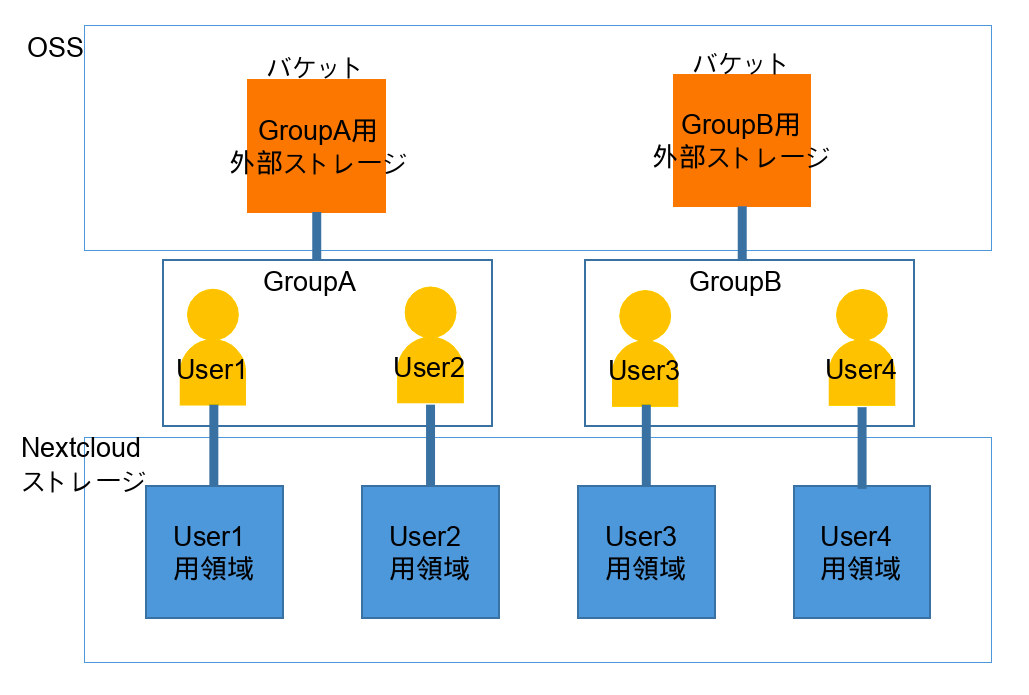 OSS
バケット
GroupA用
外部ストレージ
バケット
GroupB用
外部ストレージ
GroupA
User1
User2
GroupB
User3
User4
Nextcloud
ストレージ
User1
用領域
User2
用領域
User3
用領域
User4
用領域